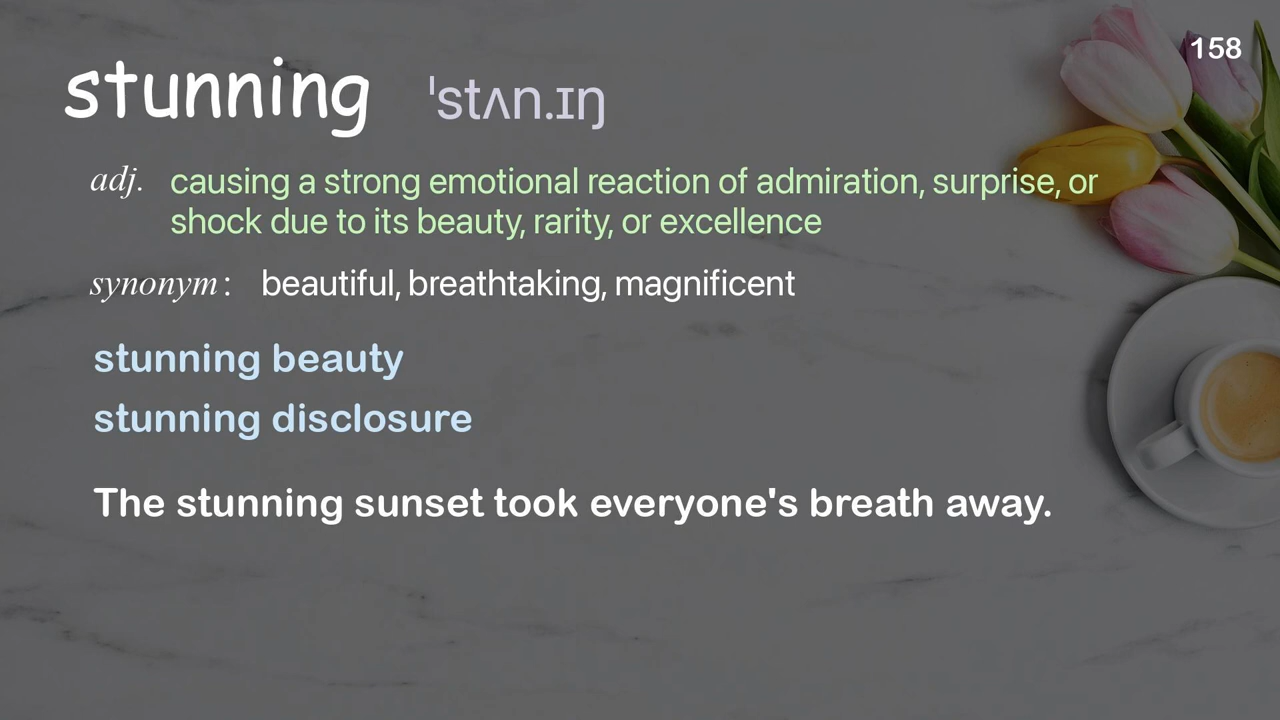 158
stunning ˈstʌn.ɪŋ
adj. causing a strong emotional reaction of admiration, surprise, or
shock due to its beauty, rarity, or excellence
synonym : beautiful, breathtaking, magnificent
stunning beauty
stunning disclosure
The stunning sunset took everyone's breath away.